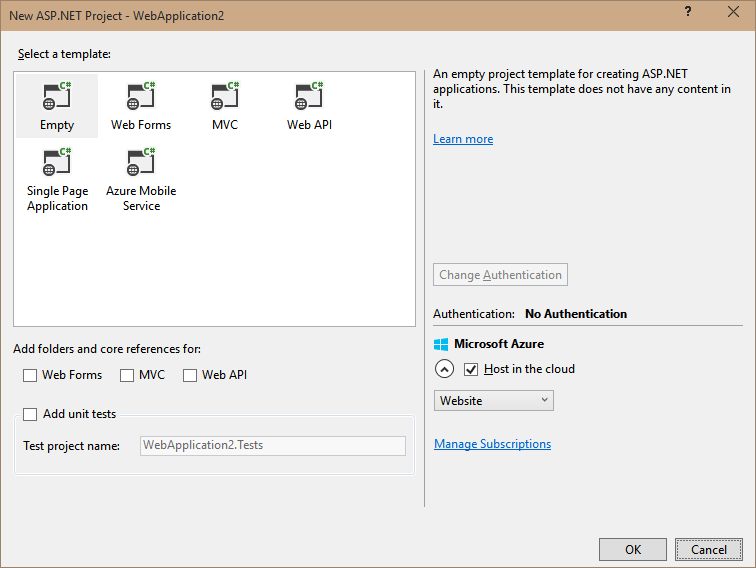 New ASP.NET Project - WebApplication2
?
Select a template:
C# C# C# C#
Empty Web Forms MVC Web API
C# C#
Single Page Azure Mobile
Application Service
An empty project template for creating ASP.NET
applications. This template does not have any content in
it.
Learn more
Change Authentication
Authentication: No Authentication
Microsoft Azure
Host in the cloud
Website
Manage Subscriptions
Add folders and core references for:
Web Forms MVC Web API
Add unit tests
Test project name: WebApplication2.Tests
OK Cancel